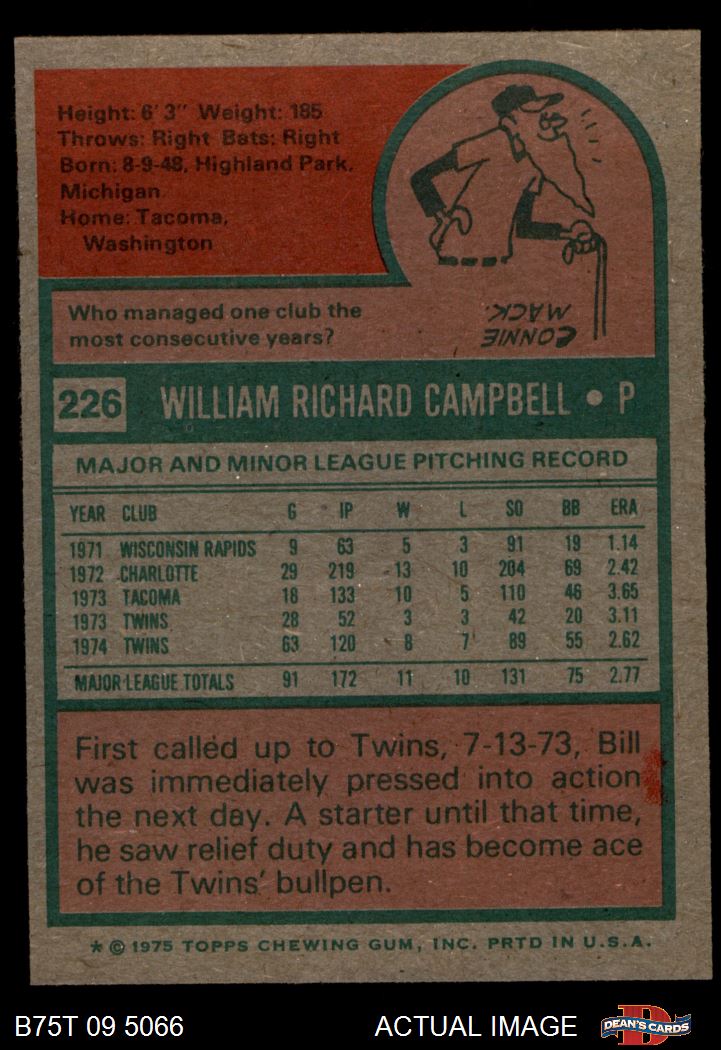 Height: 6' 3" Weight: 185
Throws: Right Bats: Right
Born: 8-9-48, Highland Park,
Michigan
Home: Tacoma,
Washington
Who managed one club the
most consecutive years?
CONNIE
MACK.
226 WILLIAM RICHARD CAMPBELL • P
MAJOR AND MINOR LEAGUE PITCHING RECORD
YEAR CLUB G IP W L SO BB ERA
1971 WISCONSIN RAPIDS 9 63 5 3 91 19 1.14
1972 CHARLOTTE 29 219 13 10 204 69 2.42
1973 TACOMA 18 133 10 5 110 46 3.65
1973 TWINS 28 52 3 3 42 20 3.11
1974 TWINS 63 120 8 7 89 55 2.62
MAJOR LEAGUE TOTALS 91 172 11 10 131 75 2.77
First called up to Twins, 7-13-73, Bill
was immediately pressed into action
the next day. A starter until that time,
he saw relief duty and has become ace
of the Twins' bullpen.
* © 1975 TOPPS CHEWING GUM, INC. PRTD IN U.S.A.
B75T 09 5066 ACTUAL IMAGE D DEAN'S CARDS